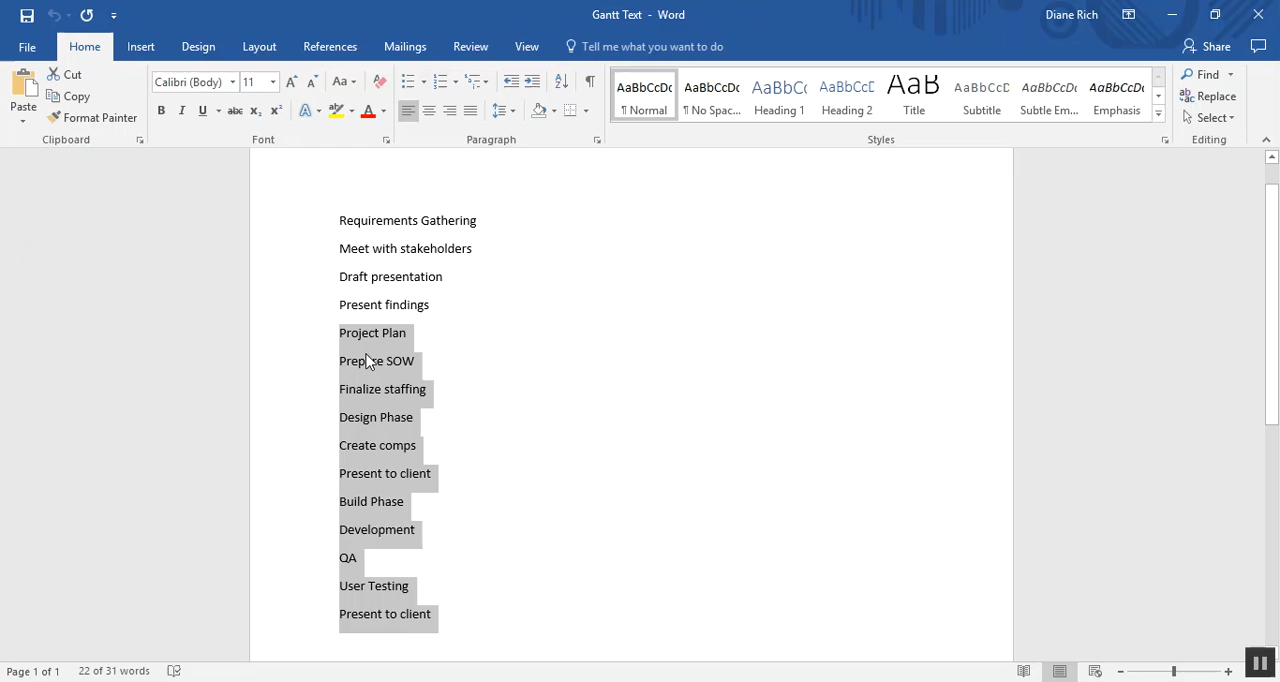 Gantt Text - Word
Diane Rich
File Home Insert Design Layout References Mailings Review View Tell me what you want to do Share
Paste
Cut
Copy
Format Painter
Clipboard
Calibri (Body) 11 Aa
B I U abc X₂ X² A A
Font
Paragraph
AaBbCcDc AaBbCcDc AaBbCc AaBbCcE AaB AaBbCcD AaBbCcDc AaBbCcDc
¶ Normal ¶ No Spac... Heading 1 Heading 2 Title Subtitle Subtle Em... Emphasis
Styles
Find
Replace
Select
Editing
Requirements Gathering
Meet with stakeholders
Draft presentation
Present findings
Project Plan
Prepare SOW
Finalize staffing
Design Phase
Create comps
Present to client
Build Phase
Development
QA
User Testing
Present to client
Page 1 of 1 22 of 31 words